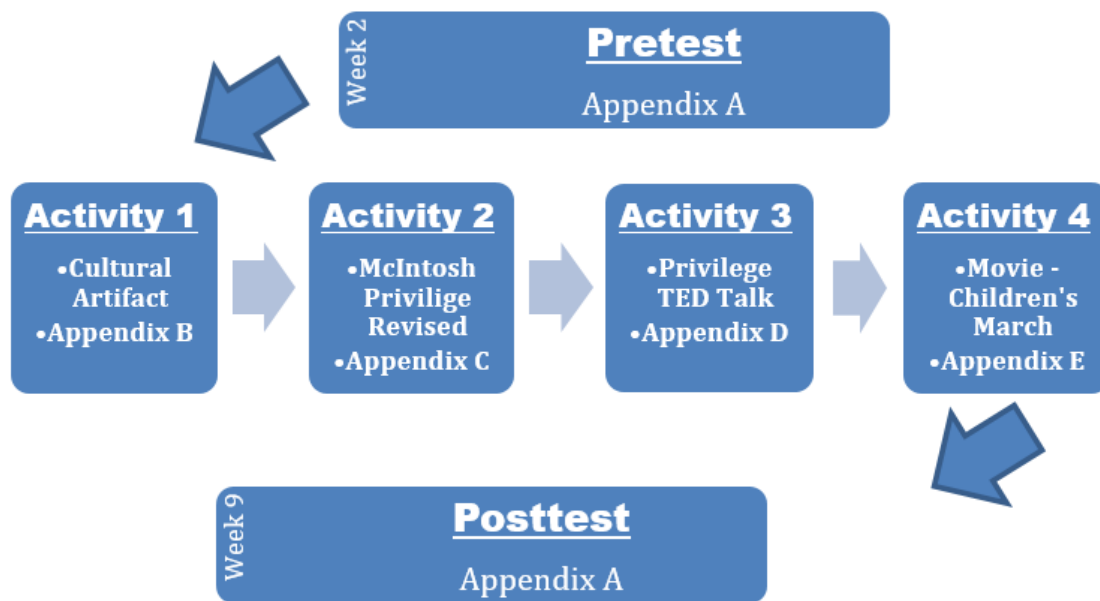 Week 2
Pretest
Appendix A
Activity 1
•Cultural
Artifact
•Appendix B
Activity 2
•McIntosh
Privilige
Revised
•Appendix C
Activity 3
•Privilege
TED Talk
•Appendix D
Activity 4
•Movie -
Children's
March
•Appendix E
Week 9
Posttest
Appendix A